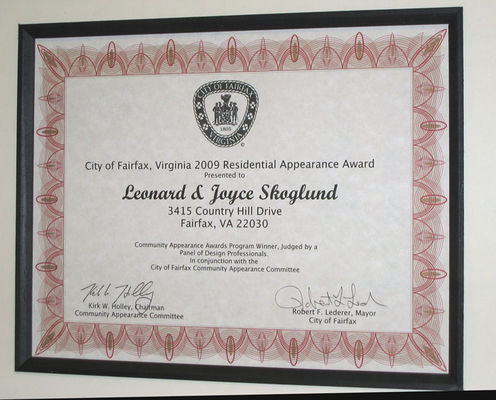 CITY OF FAIRFAX
1805
VIRGINIA
City of Fairfax, Virginia 2009 Residential Appearance Award
Presented to
Leonard & Joyce Skoglund
3415 Country Hill Drive
Fairfax, VA 22030
Community Appearance Awards Program Winner, Judged by a
Panel of Design Professionals.
In conjunction with the
City of Fairfax Community Appearance Committee
Kirk W. Holley, Chairman
Community Appearance Committee
Robert F. Lederer, Mayor
City of Fairfax